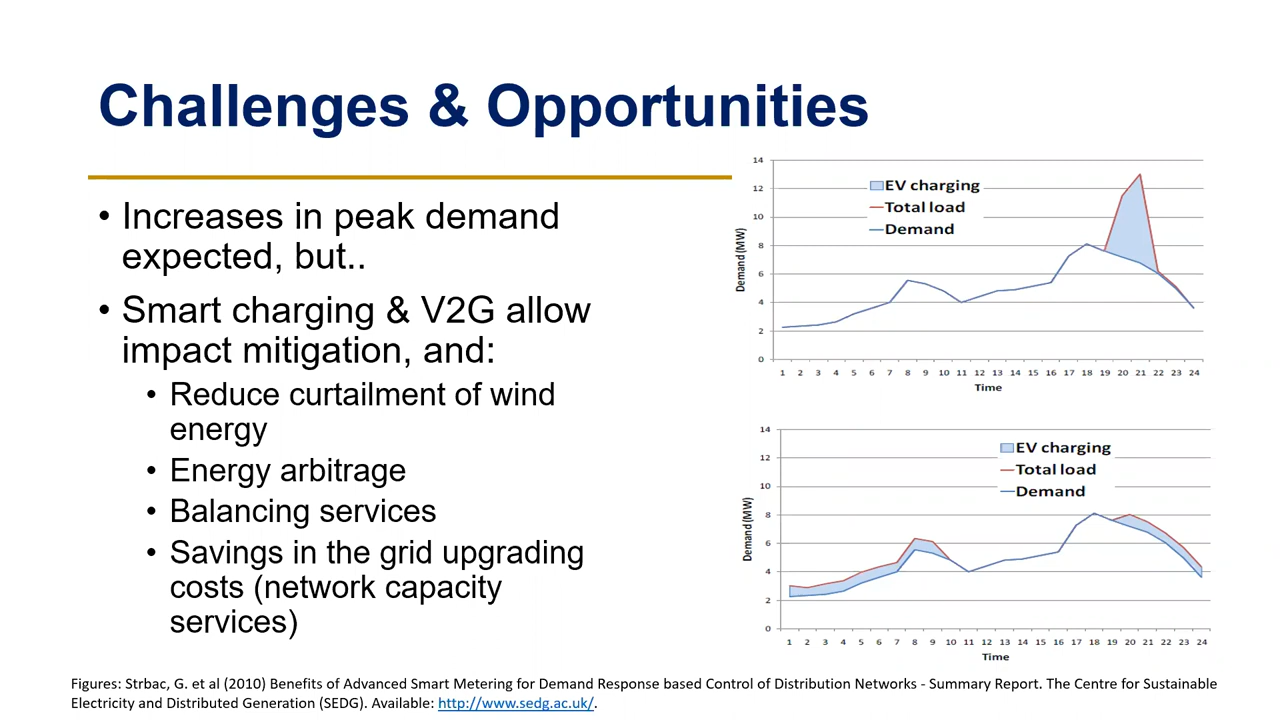 Challenges & Opportunities
• Increases in peak demand
expected, but..
• Smart charging & V2G allow
impact mitigation, and:
• Reduce curtailment of wind
energy
• Energy arbitrage
• Balancing services
• Savings in the grid upgrading
costs (network capacity
services)
14
12
10
8
6
4
2
0
Demand (MW)
EV charging
Total load
Demand
1 2 3 4 5 6 7 8 9 10 11 12 13 14 15 16 17 18 19 20 21 22 23 24
Time
14
12
10
8
6
4
2
0
Demand (MW)
EV charging
Total load
Demand
1 2 3 4 5 6 7 8 9 10 11 12 13 14 15 16 17 18 19 20 21 22 23 24
Time
Figures: Strbac, G. et al (2010) Benefits of Advanced Smart Metering for Demand Response based Control of Distribution Networks - Summary Report. The Centre for Sustainable
Electricity and Distributed Generation (SEDG). Available: http://www.sedg.ac.uk/.